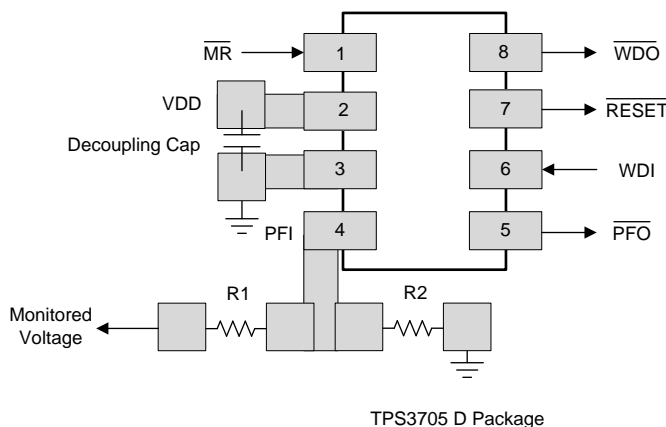 MR
1
8
WDO
VDD
2
7
RESET
Decoupling Cap
3
6
WDI
PFI
4
5
PFO
R1
R2
Monitored
Voltage
TPS3705 D Package